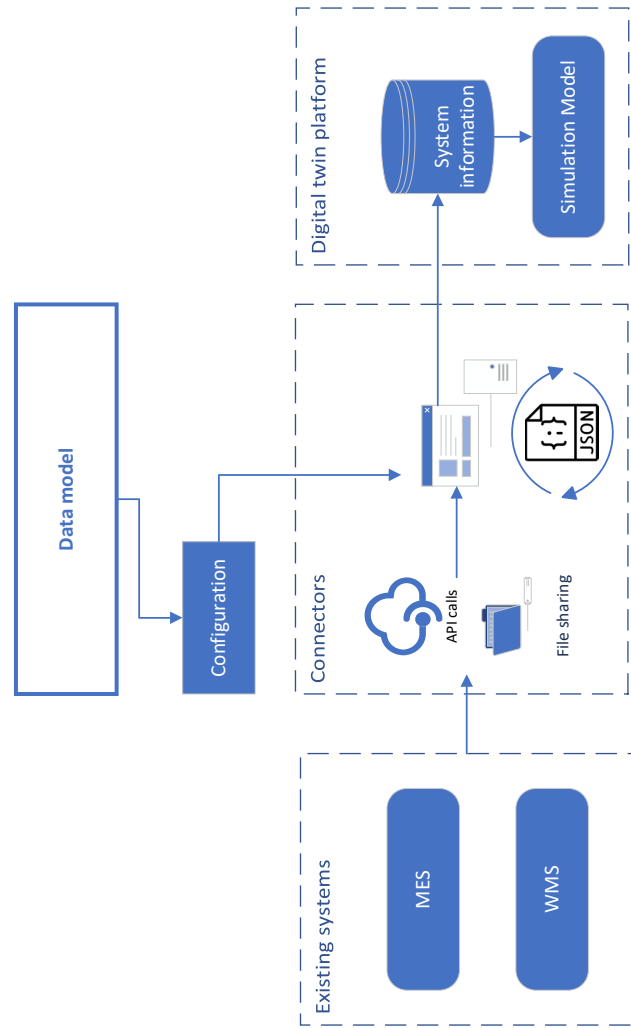 Data model
Configuration
Existing systems
MES
WMS
Connectors
API calls
File sharing
{:}
JSON
Digital twin platform
System
information
Simulation Model